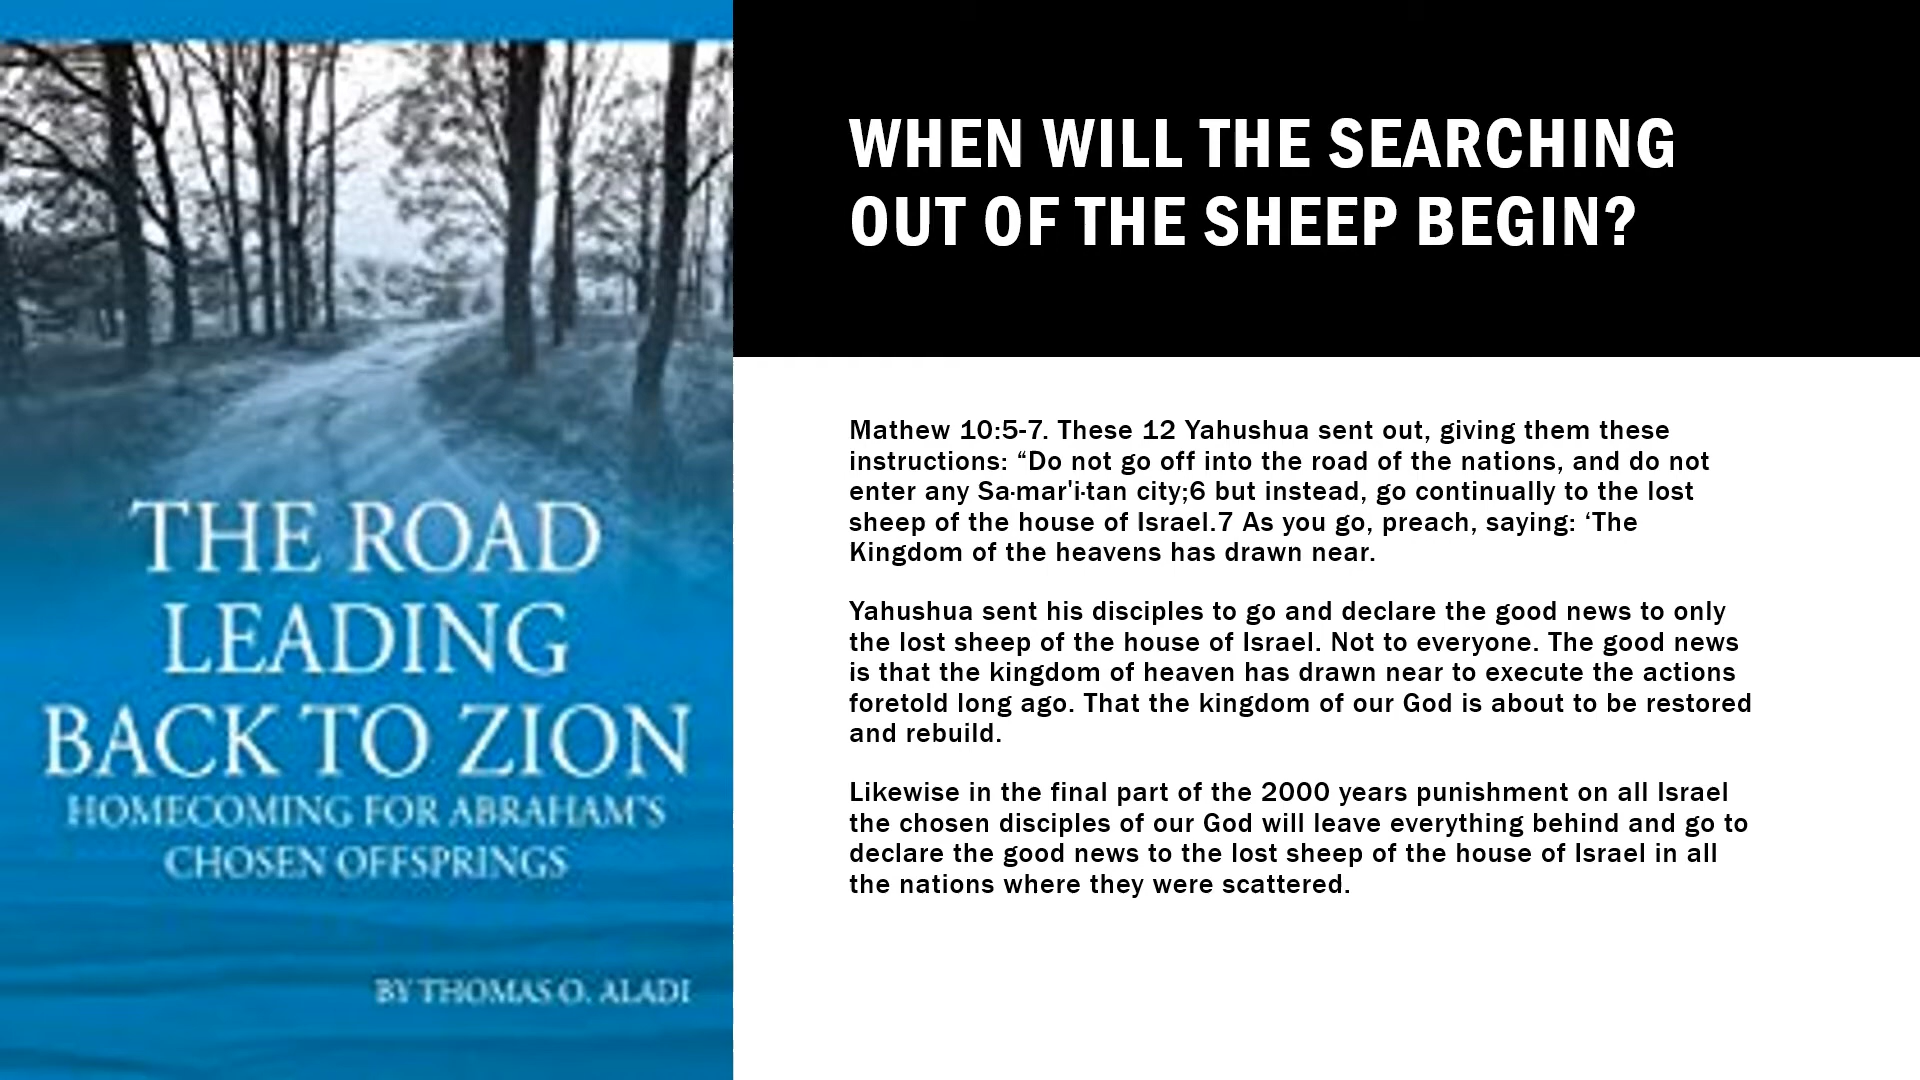 THE ROAD
LEADING
BACK TO ZION
HOMECOMING FOR ABRAHAM'S
CHOSEN OFFSPRINGS
BY THOMAS O. ALADI
WHEN WILL THE SEARCHING
OUT OF THE SHEEP BEGIN?
Mathew 10:5-7. These 12 Yahushua sent out, giving them these
instructions: “Do not go off into the road of the nations, and do not
enter any Sa·mar'i·tan city;6 but instead, go continually to the lost
sheep of the house of Israel.7 As you go, preach, saying: ‘The
Kingdom of the heavens has drawn near.
Yahushua sent his disciples to go and declare the good news to only
the lost sheep of the house of Israel. Not to everyone. The good news
is that the kingdom of heaven has drawn near to execute the actions
foretold long ago. That the kingdom of our God is about to be restored
and rebuild.
Likewise in the final part of the 2000 years punishment on all Israel
the chosen disciples of our God will leave everything behind and go to
declare the good news to the lost sheep of the house of Israel in all
the nations where they were scattered.